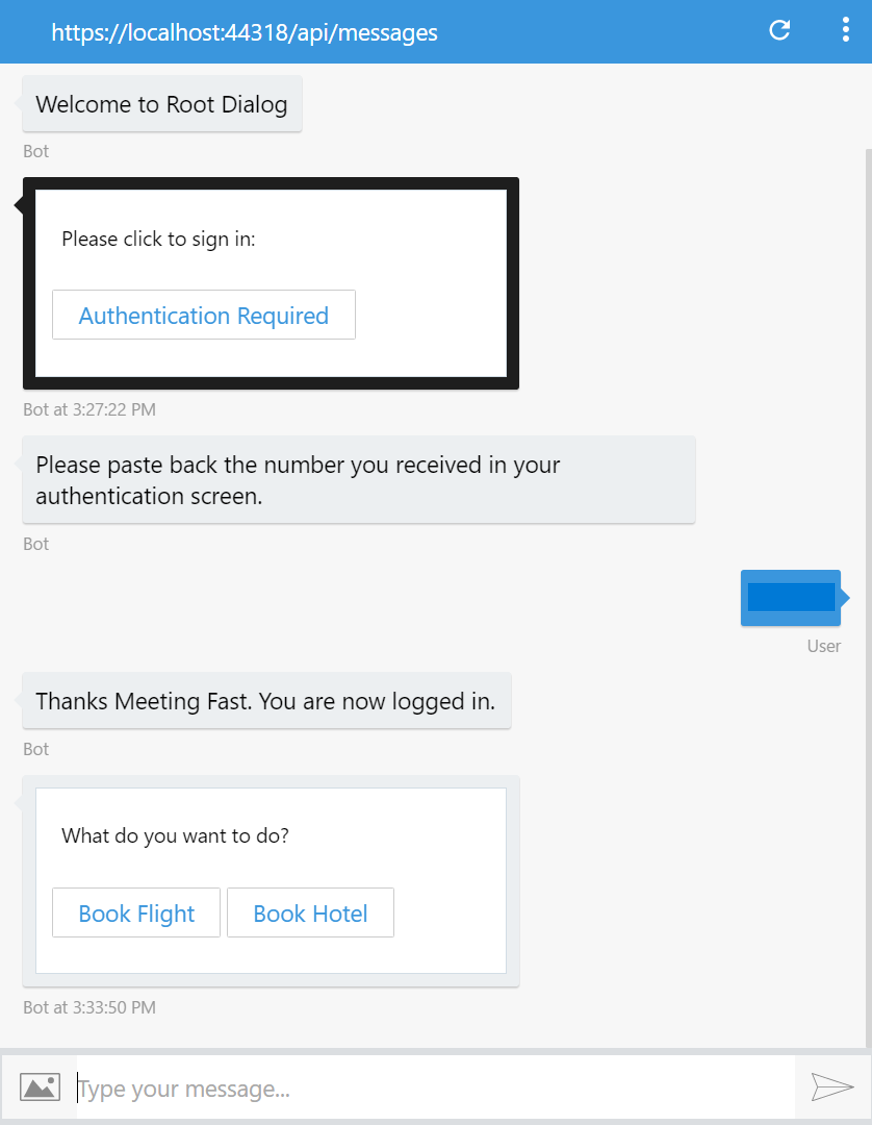 https://localhost:44318/api/messages
Welcome to Root Dialog
Bot
Please click to sign in:
Authentication Required
Bot at 3:27:22 PM
Please paste back the number you received in your
authentication screen.
Bot
User
Thanks Meeting Fast. You are now logged in.
Bot
What do you want to do?
Book Flight Book Hotel
Bot at 3:33:50 PM
Type your message...